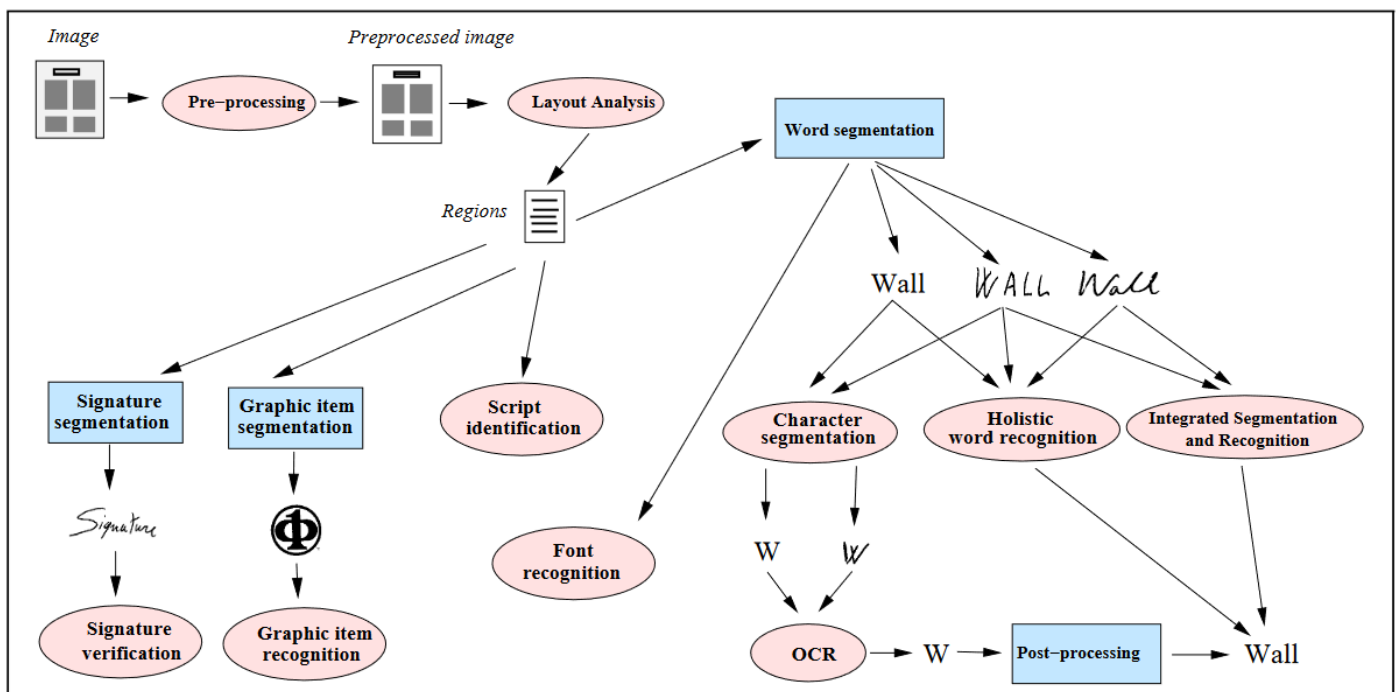 Image
Preprocessed image
Pre-processing
Layout Analysis
Word segmentation
Regions
Wall
WALL
Wall
Signature
segmentation
Graphic item
segmentation
Script
identification
Character
segmentation
Holistic
word recognition
Integrated Segmentation
and Recognition
Signature
Font
recognition
W
W
Signature
verification
Graphic item
recognition
OCR
W
Post-processing
Wall